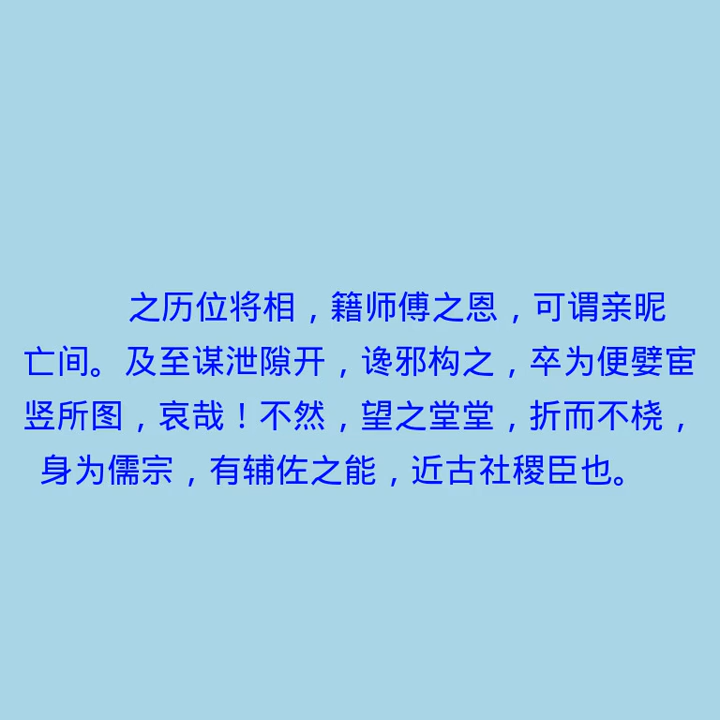 之历位将相，籍师傅之恩，可谓亲昵
亡间。及至谋泄隙开，谗邪构之，卒为便嬖宦
竖所图，哀哉！不然，望之堂堂，折而不桡，
身为儒宗，有辅佐之能，近古社稷臣也。